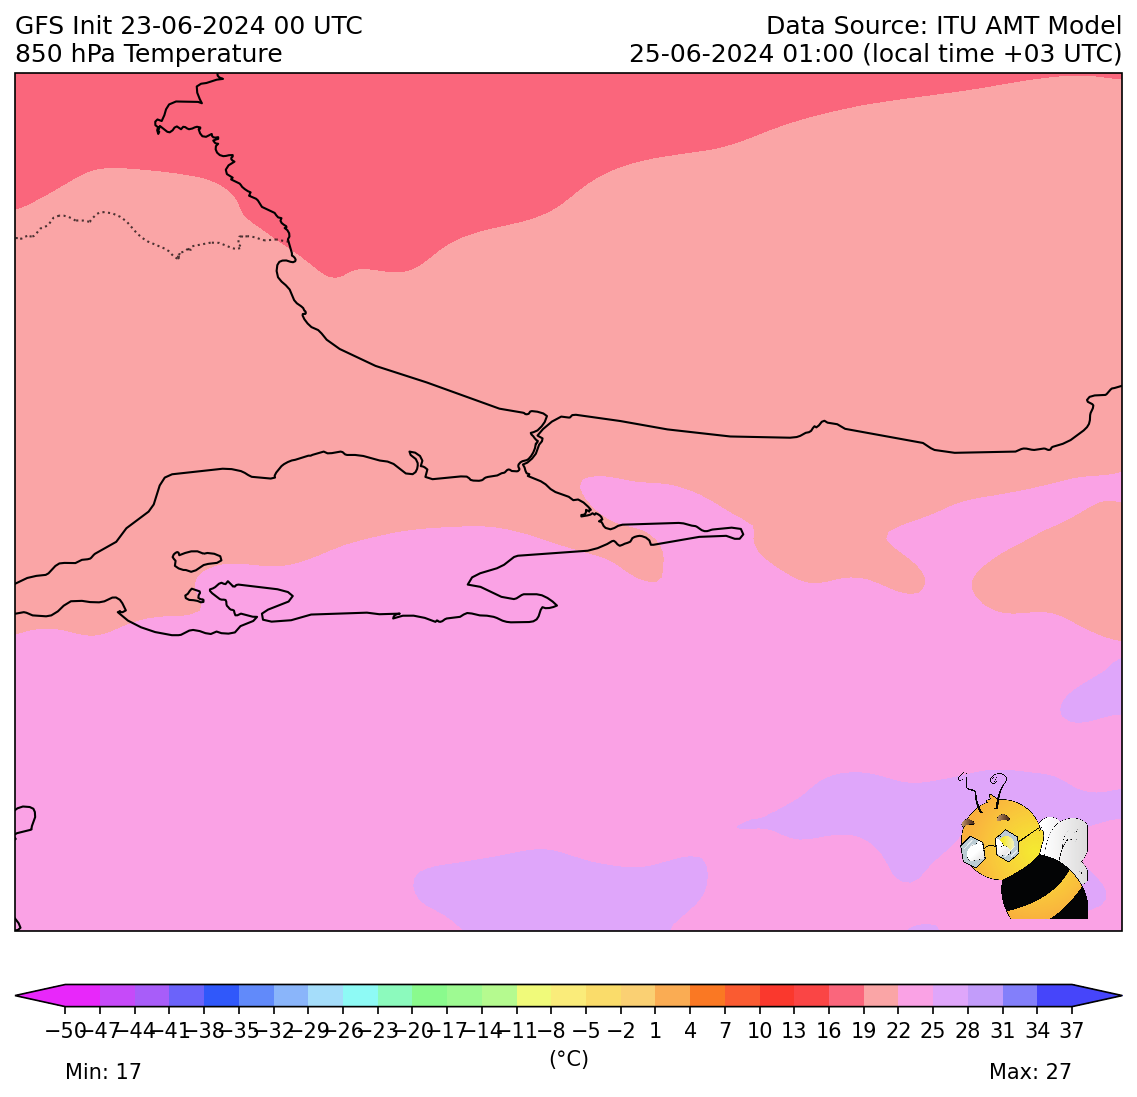 GFS Init 23-06-2024 00 UTC
Data Source: ITU AMT Model
850 hPa Temperature
25-06-2024 01:00 (local time +03 UTC)
−50 −47 −44 −41 −38 −35 −32 −29 −26 −23 −20 −17 −14 −11 −8 −5 −2 1 4 7 10 13 16 19 22 25 28 31 34 37
(°C)
Min: 17
Max: 27